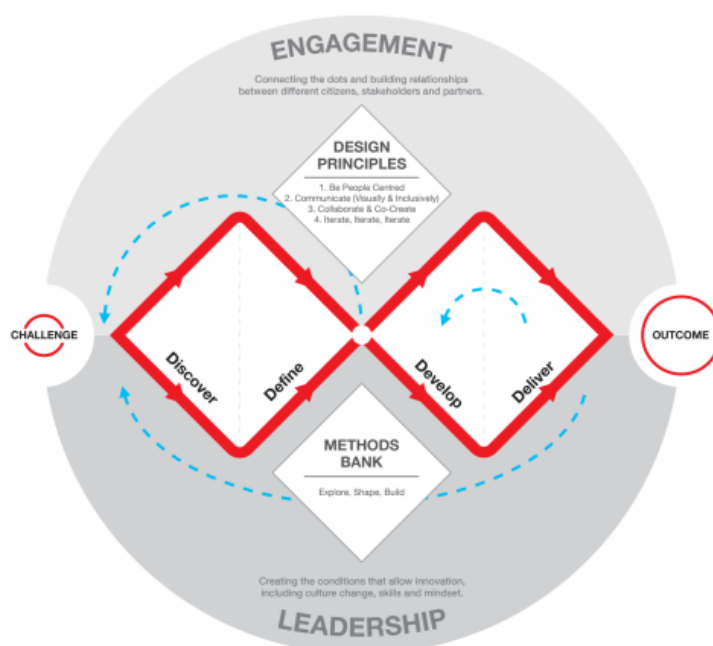 ENGAGEMENT
Connecting the dots and building relationships
between different citizens, stakeholders and partners.
DESIGN
PRINCIPLES
1. Be People Centred
2. Communicate (Visually & Inclusively)
3. Collaborate & Co-Create
4. Iterate, Iterate, Iterate
CHALLENGE
OUTCOME
Discover
Define
Develop
Deliver
METHODS
BANK
Explore, Shape, Build
Creating the conditions that allow innovation,
including culture change, skills and mindset.
LEADERSHIP